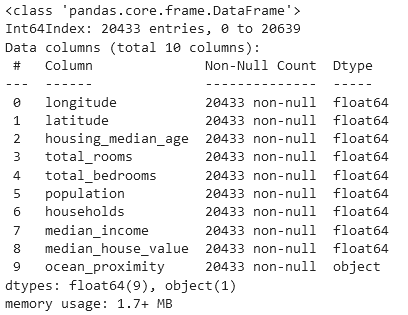 <class 'pandas.core.frame.DataFrame'>
Int64Index: 20433 entries, 0 to 20639
Data columns (total 10 columns):
 #   Column              Non-Null Count  Dtype
---  ------              --------------  -----
 0   longitude           20433 non-null  float64
 1   latitude            20433 non-null  float64
 2   housing_median_age  20433 non-null  float64
 3   total_rooms         20433 non-null  float64
 4   total_bedrooms      20433 non-null  float64
 5   population          20433 non-null  float64
 6   households          20433 non-null  float64
 7   median_income       20433 non-null  float64
 8   median_house_value  20433 non-null  float64
 9   ocean_proximity     20433 non-null  object
dtypes: float64(9), object(1)
memory usage: 1.7+ MB